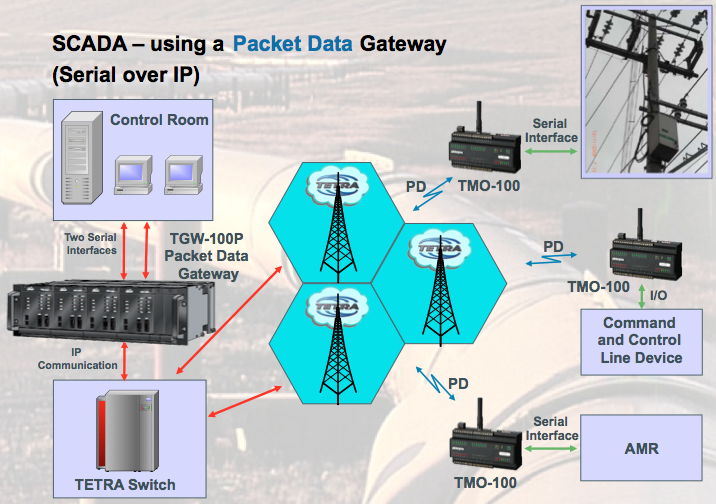 SCADA – using a Packet Data Gateway
(Serial over IP)
Control Room
Two Serial
Interfaces
TGW-100P
Packet Data
Gateway
IP
Communication
TETRA Switch
TETRA
TETRA
TETRA
PD
TMO-100
Serial
Interface
PD
TMO-100
I/O
Command
and Control
Line Device
PD
TMO-100
Serial
Interface
AMR